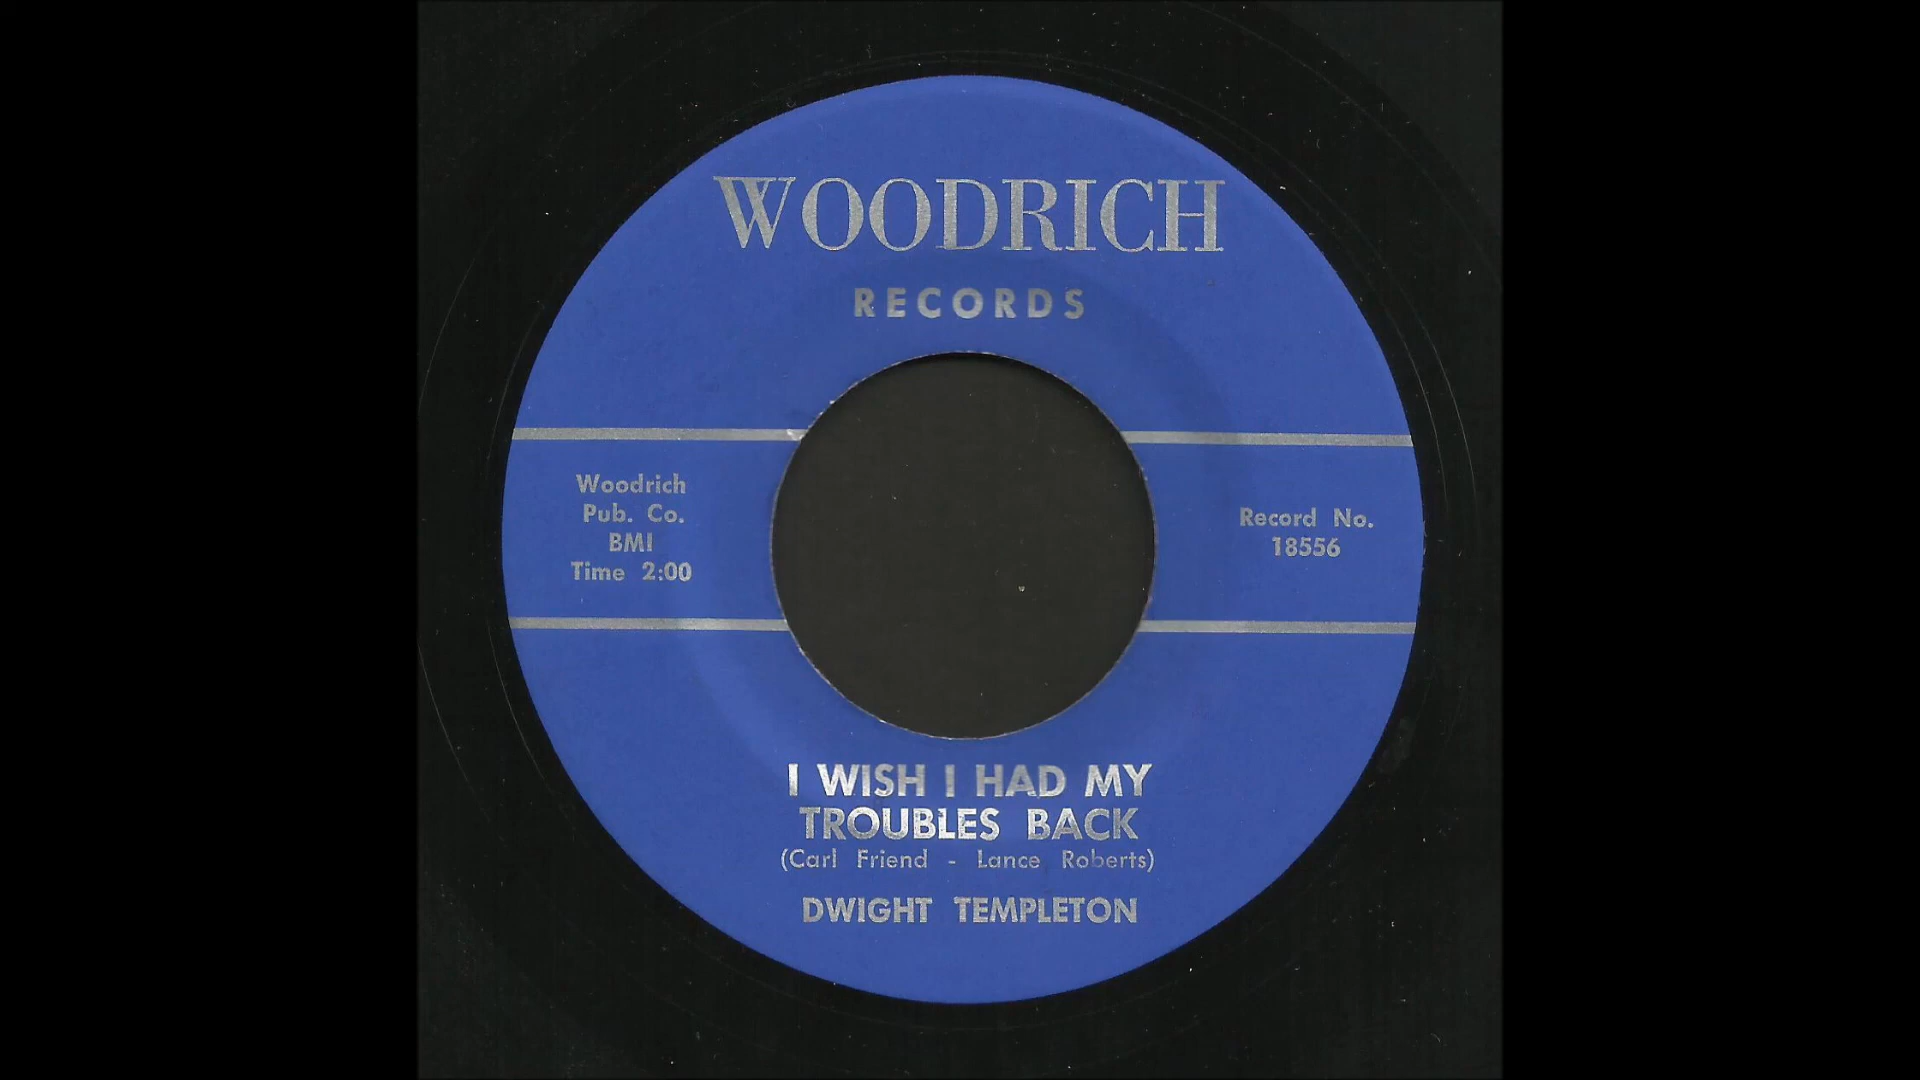 WOODRICH
RECORDS
Woodrich
Pub. Co.
BMI
Time 2:00
Record No.
18556
I WISH I HAD MY
TROUBLES BACK
(Carl Friend - Lance Roberts)
DWIGHT TEMPLETON